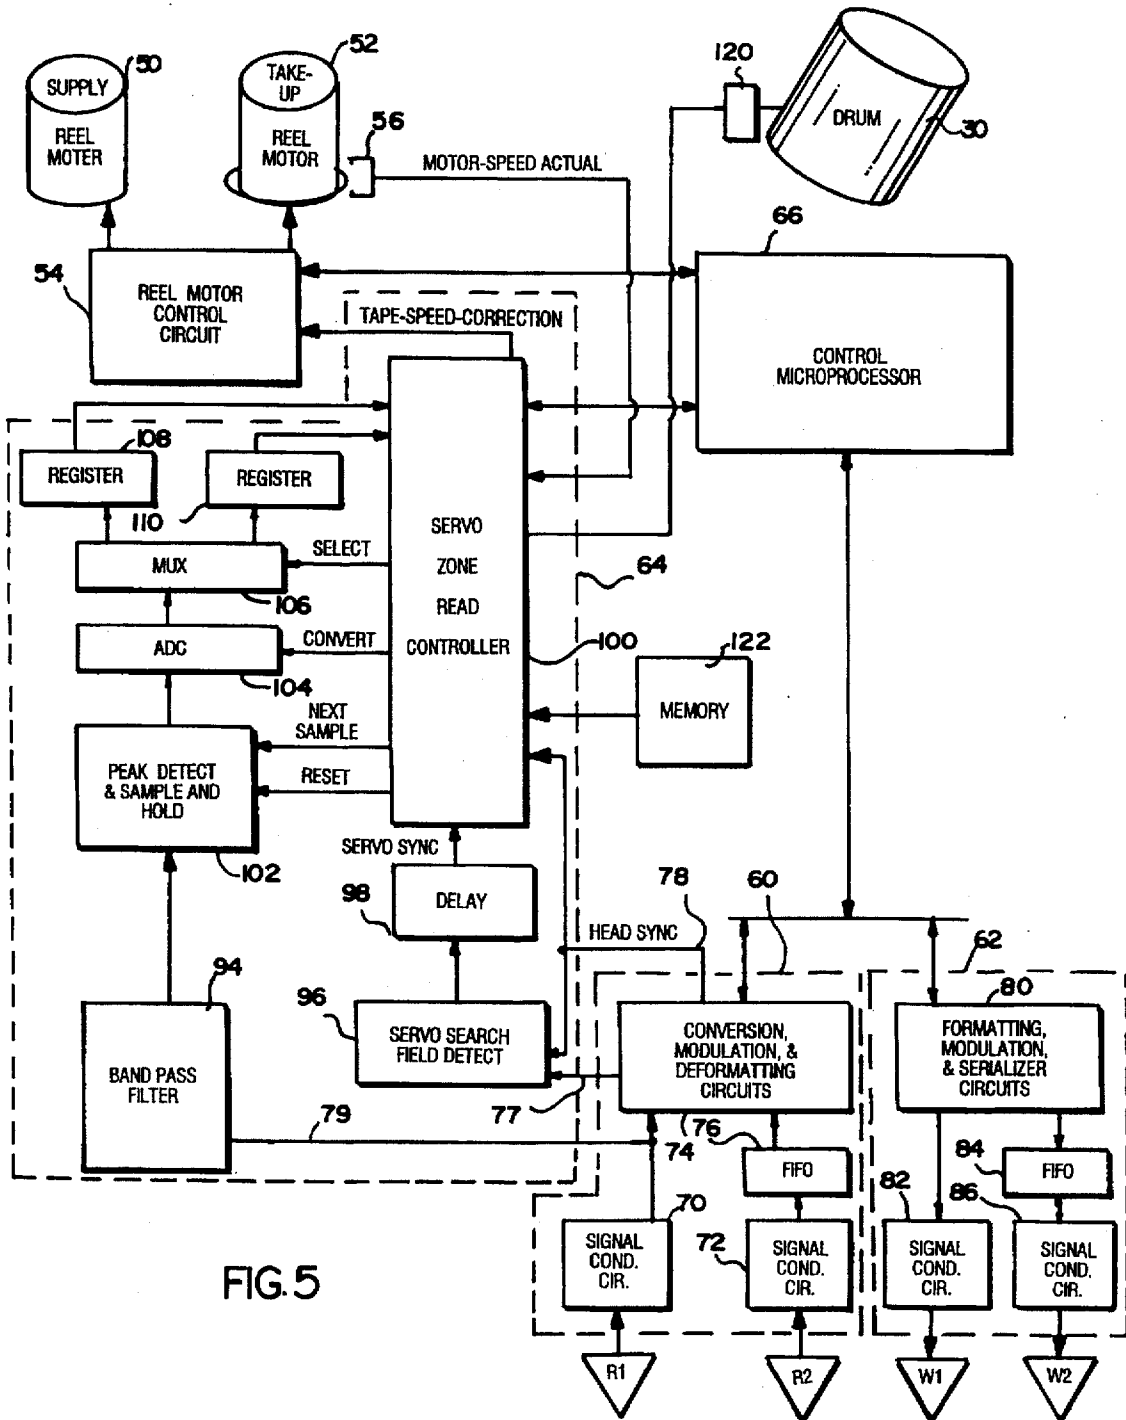 50
52
120
SUPPLY
TAKE-
UP
REEL
MOTER
REEL
MOTOR
56
DRUM
30
MOTOR-SPEED ACTUAL
66
54
REEL MOTOR
CONTROL
CIRCUIT
TAPE-SPEED-CORRECTION
CONTROL
MICROPROCESSOR
108
REGISTER
REGISTER
110
SERVO
ZONE
READ
CONTROLLER
SELECT
MUX
106
64
ADC
CONVERT
104
100
122
MEMORY
NEXT
SAMPLE
PEAK DETECT
& SAMPLE AND
HOLD
RESET
102
SERVO SYNC
98
DELAY
78
60
HEAD SYNC
62
94
96
SERVO SEARCH
FIELD DETECT
80
CONVERSION,
MODULATION, &
DEFORMATTING
CIRCUITS
FORMATTING,
MODULATION,
& SERIALIZER
CIRCUITS
BAND PASS
FILTER
77
79
76
74
FIFO
84
FIFO
70
72
82
86
SIGNAL
COND.
CIR.
SIGNAL
COND.
CIR.
SIGNAL
COND.
CIR.
SIGNAL
COND.
CIR.
FIG. 5
R1
R2
W1
W2